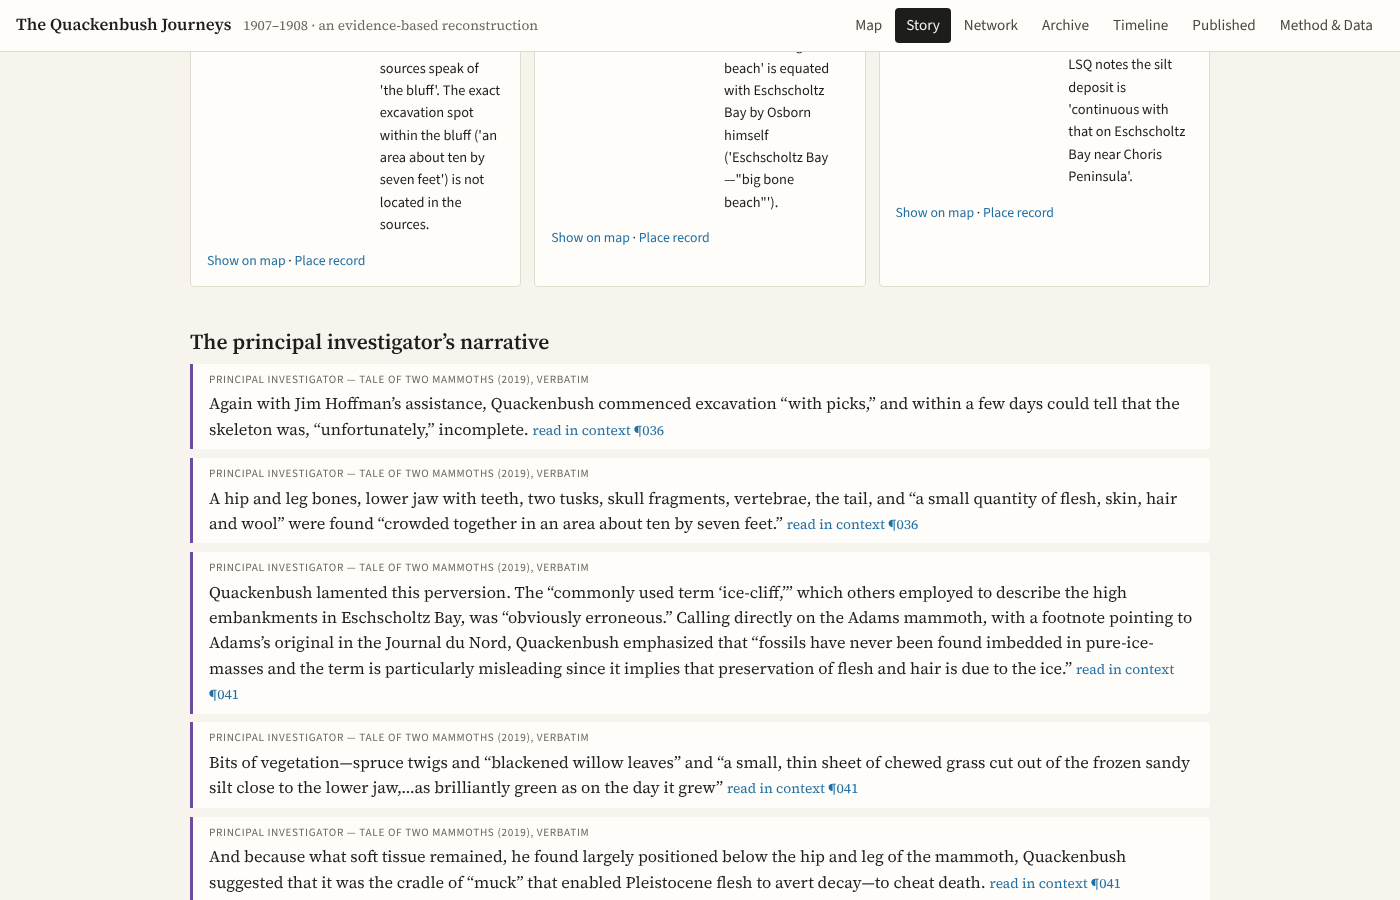 The Quackenbush Journeys 1907–1908 · an evidence-based reconstruction
Map Story Network Archive Timeline Published Method & Data
sources speak of
'the bluff'. The exact
excavation spot
within the bluff ('an
area about ten by
seven feet') is not
located in the
sources.
Show on map · Place record
beach' is equated
with Eschscholtz
Bay by Osborn
himself
('Eschscholtz Bay
—"big bone
beach"').
Show on map · Place record
LSQ notes the silt
deposit is
'continuous with
that on Eschscholtz
Bay near Choris
Peninsula'.
Show on map · Place record
The principal investigator’s narrative
PRINCIPAL INVESTIGATOR — TALE OF TWO MAMMOTHS (2019), VERBATIM
Again with Jim Hoffman’s assistance, Quackenbush commenced excavation “with picks,” and within a few days could tell that the
skeleton was, “unfortunately,” incomplete. read in context ¶036
PRINCIPAL INVESTIGATOR — TALE OF TWO MAMMOTHS (2019), VERBATIM
A hip and leg bones, lower jaw with teeth, two tusks, skull fragments, vertebrae, the tail, and “a small quantity of flesh, skin, hair
and wool” were found “crowded together in an area about ten by seven feet.” read in context ¶036
PRINCIPAL INVESTIGATOR — TALE OF TWO MAMMOTHS (2019), VERBATIM
Quackenbush lamented this perversion. The “commonly used term ‘ice-cliff,’” which others employed to describe the high
embankments in Eschscholtz Bay, was “obviously erroneous.” Calling directly on the Adams mammoth, with a footnote pointing to
Adams’s original in the Journal du Nord, Quackenbush emphasized that “fossils have never been found imbedded in pure-ice-
masses and the term is particularly misleading since it implies that preservation of flesh and hair is due to the ice.” read in context
¶041
PRINCIPAL INVESTIGATOR — TALE OF TWO MAMMOTHS (2019), VERBATIM
Bits of vegetation—spruce twigs and “blackened willow leaves” and “a small, thin sheet of chewed grass cut out of the frozen sandy
silt close to the lower jaw,…as brilliantly green as on the day it grew” read in context ¶041
PRINCIPAL INVESTIGATOR — TALE OF TWO MAMMOTHS (2019), VERBATIM
And because what soft tissue remained, he found largely positioned below the hip and leg of the mammoth, Quackenbush
suggested that it was the cradle of “muck” that enabled Pleistocene flesh to avert decay—to cheat death. read in context ¶041